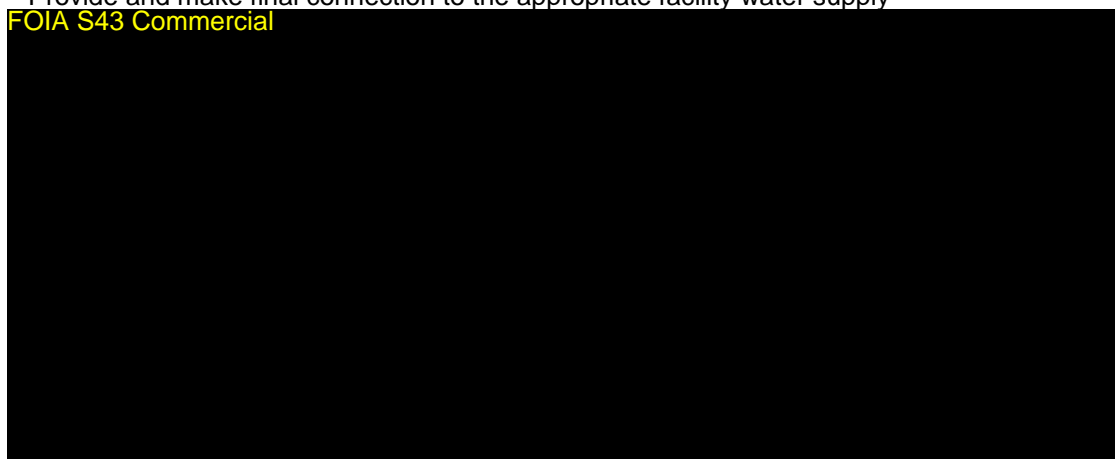 Provide and make final connection to the appropriate facility water supply
FOIA S43 Commercial